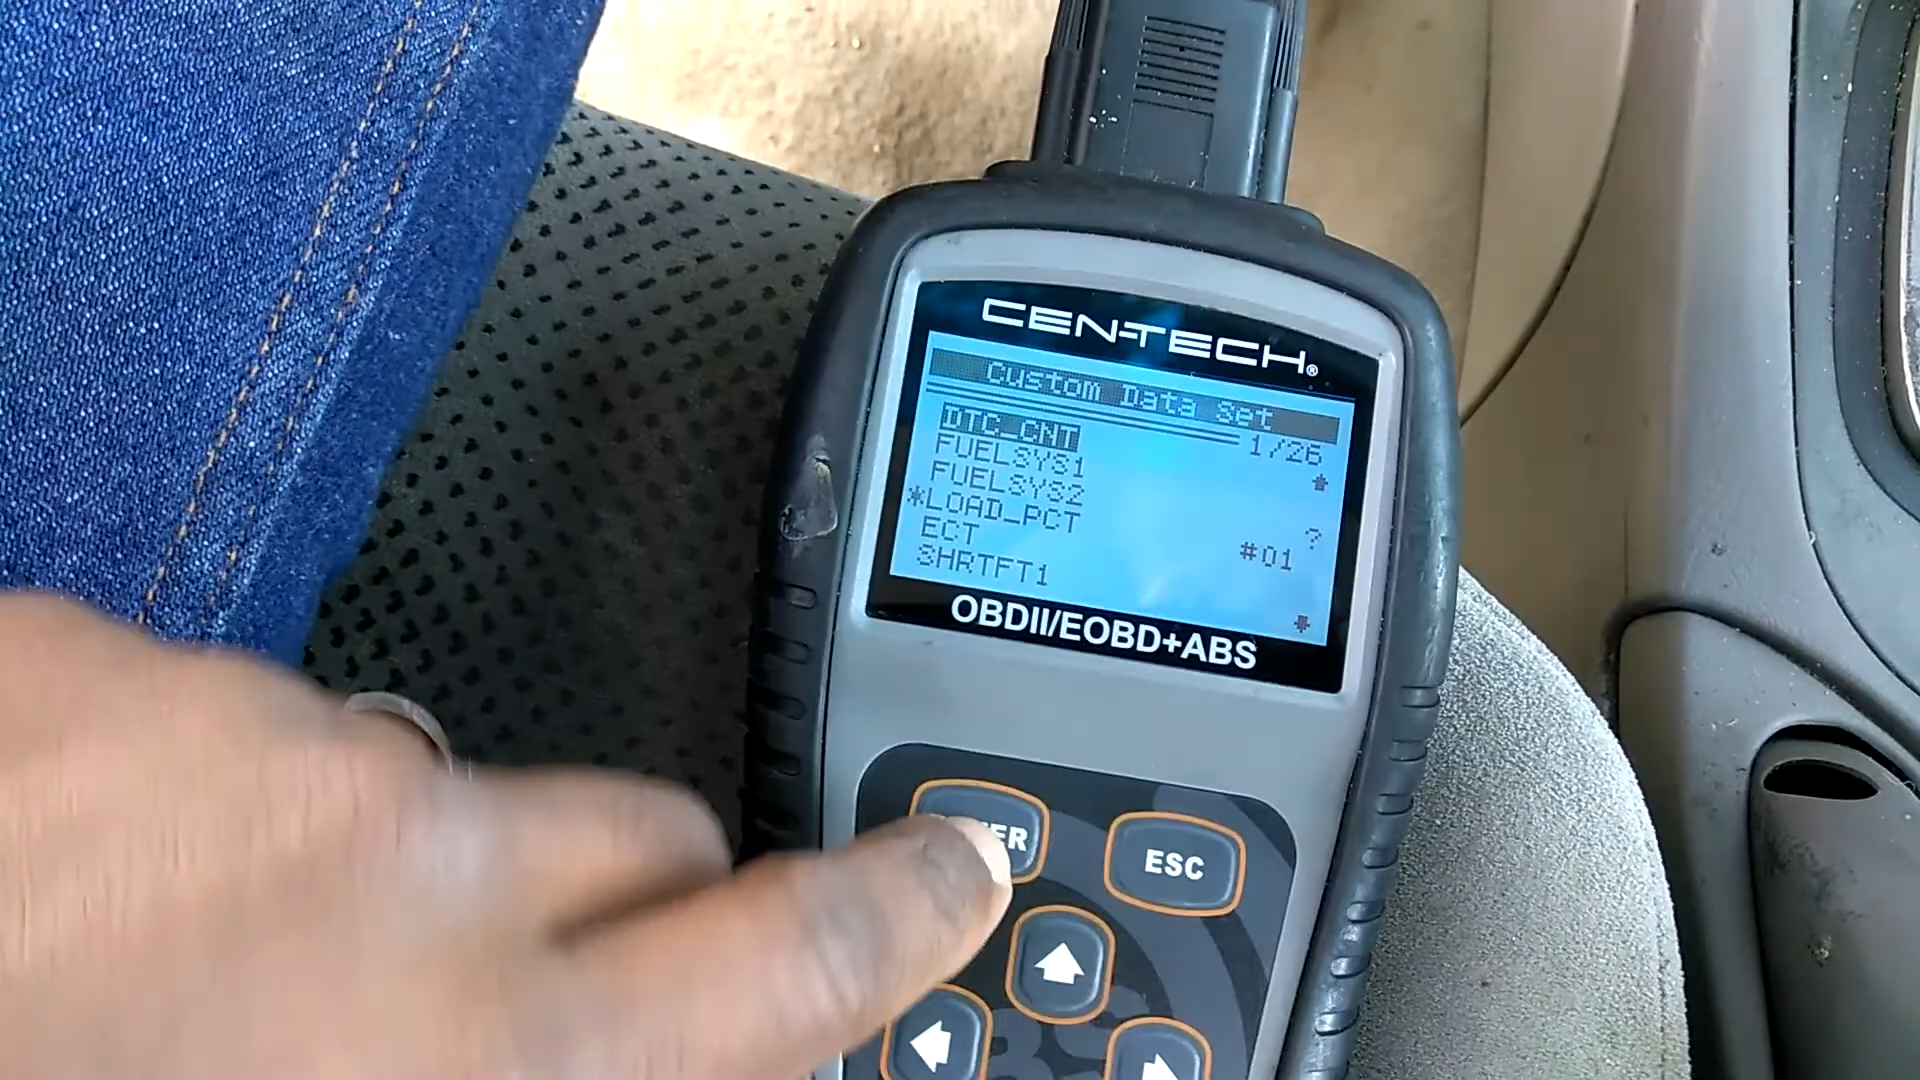 CEN-TECH®
Custom Data Set
DTC_CNT
1/26
FUELSYS1
FUELSYS2
*LOAD_PCT
?
ECT
#01
SHRTFT1
OBDII/EOBD+ABS
ESC